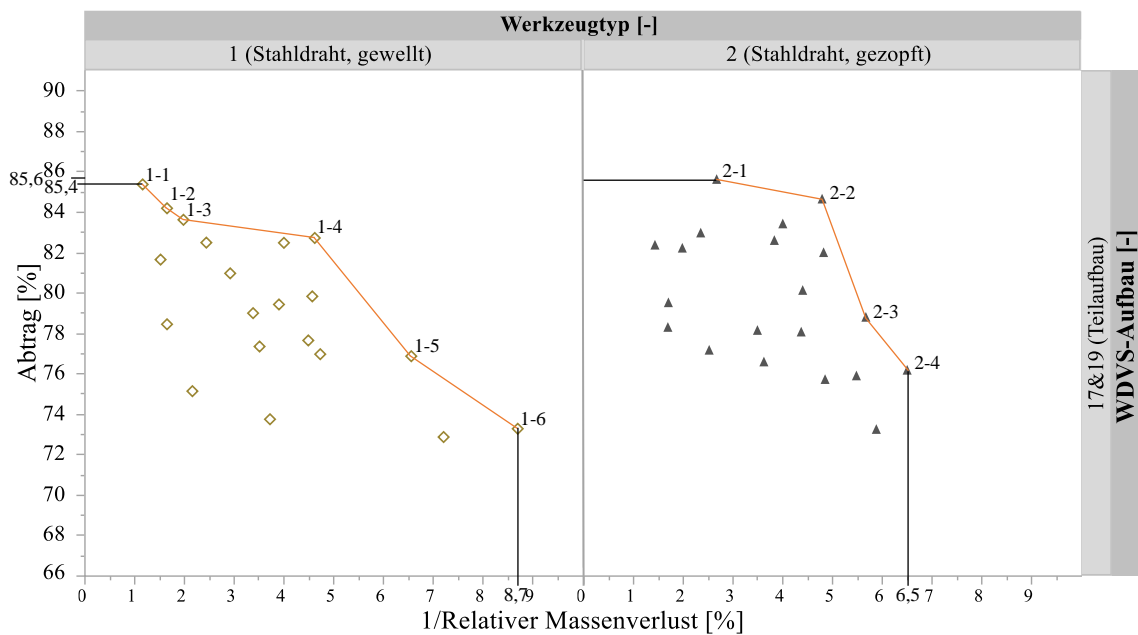 Werkzeugtyp [-]
1 (Stahldraht, gewellt)
2 (Stahldraht, gezopft)
90
88
86
85,6
85,4
84
82
80
78
76
74
72
70
68
66
Abtrag [%]
1-1
1-2
1-3
1-4
1-5
1-6
2-1
2-2
2-3
2-4
0 1 2 3 4 5 6 7 8 8,7 9
0 1 2 3 4 5 6 6,5 7 8 9
1/Relativer Massenverlust [%]
17&19 (Teilaufbau)
WDVS-Aufbau [-]